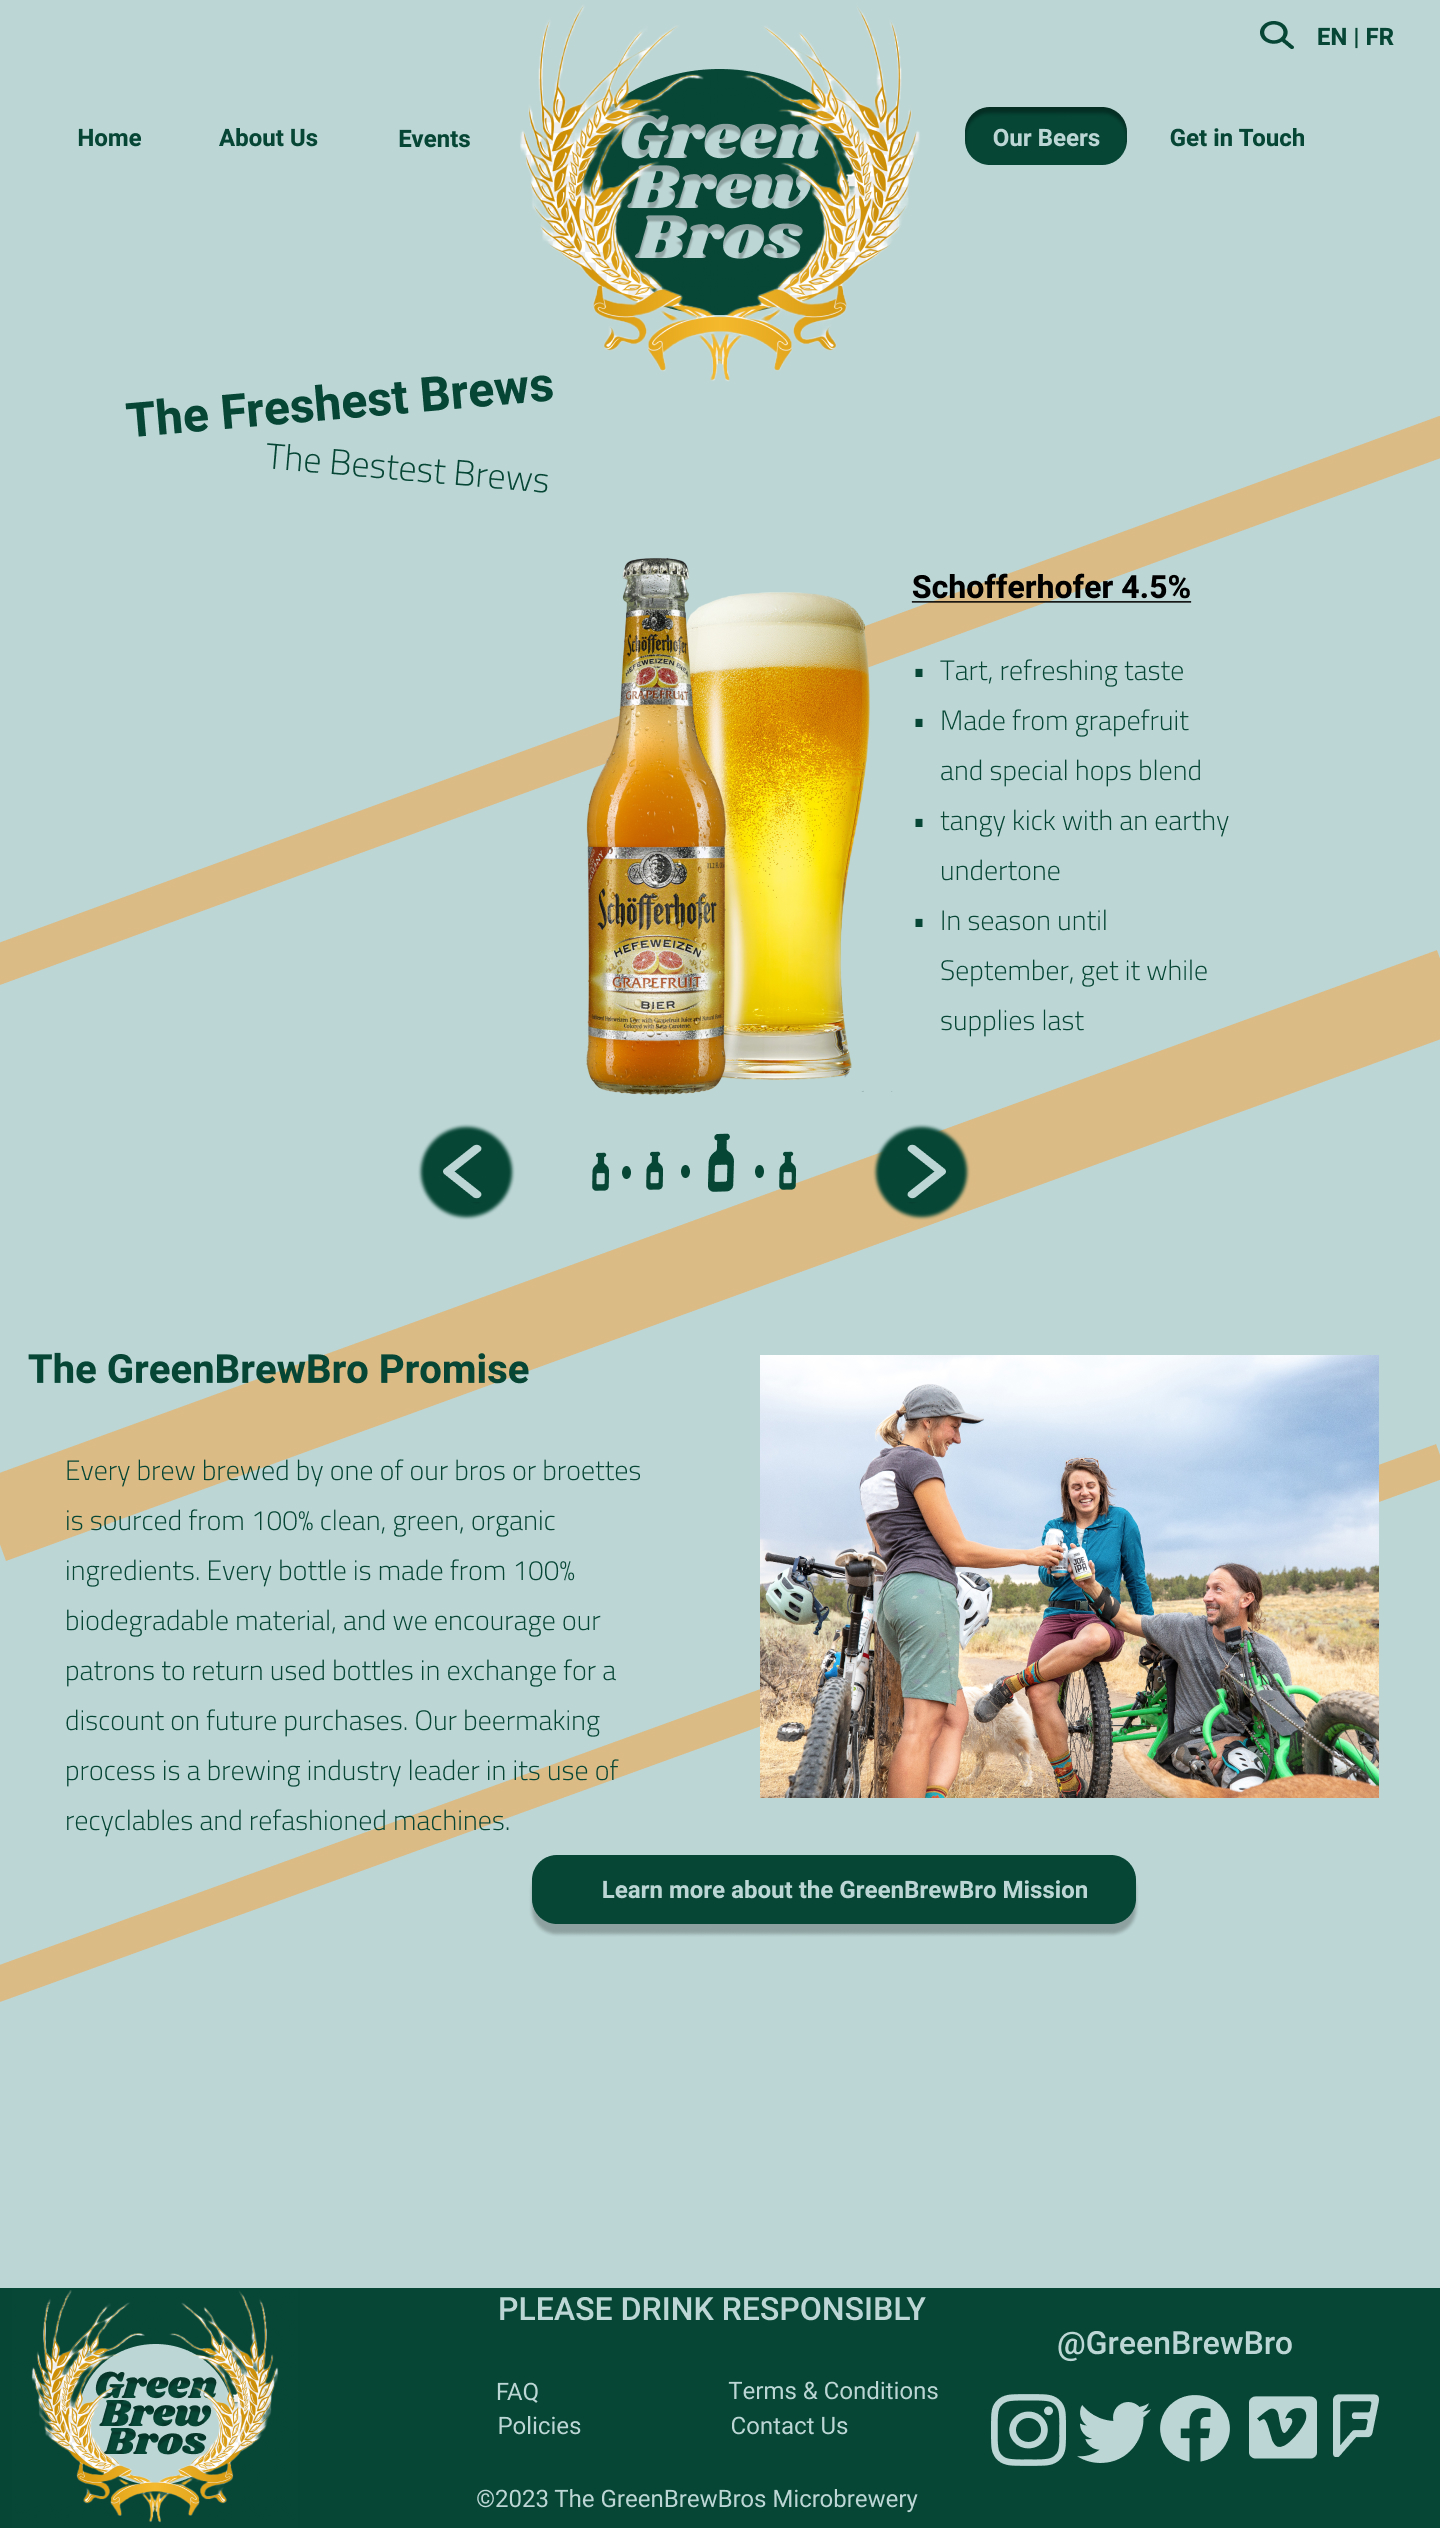 EN | FR
Home
About Us
Events
Green
Brew
Bros
Our Beers
Get in Touch
The Freshest Brews
The Bestest Brews
Schofferhofer 4.5%
Schöfferhofer
HEFEWEIZEN BIER
GRAPEFRUIT
▪ Tart, refreshing taste
▪ Made from grapefruit
and special hops blend
▪ tangy kick with an earthy
undertone
▪ In season until
September, get it while
supplies last
Schöfferhofer
HEFEWEIZEN
GRAPEFRUIT
BIER
The GreenBrewBro Promise
Every brew brewed by one of our bros or broettes
is sourced from 100% clean, green, organic
ingredients. Every bottle is made from 100%
biodegradable material, and we encourage our
patrons to return used bottles in exchange for a
discount on future purchases. Our beermaking
process is a brewing industry leader in its use of
recyclables and refashioned machines.
JOE
IPA
Learn more about the GreenBrewBro Mission
Green
Brew
Bros
PLEASE DRINK RESPONSIBLY
FAQ
Policies
Terms & Conditions
Contact Us
©2023 The GreenBrewBros Microbrewery
@GreenBrewBro